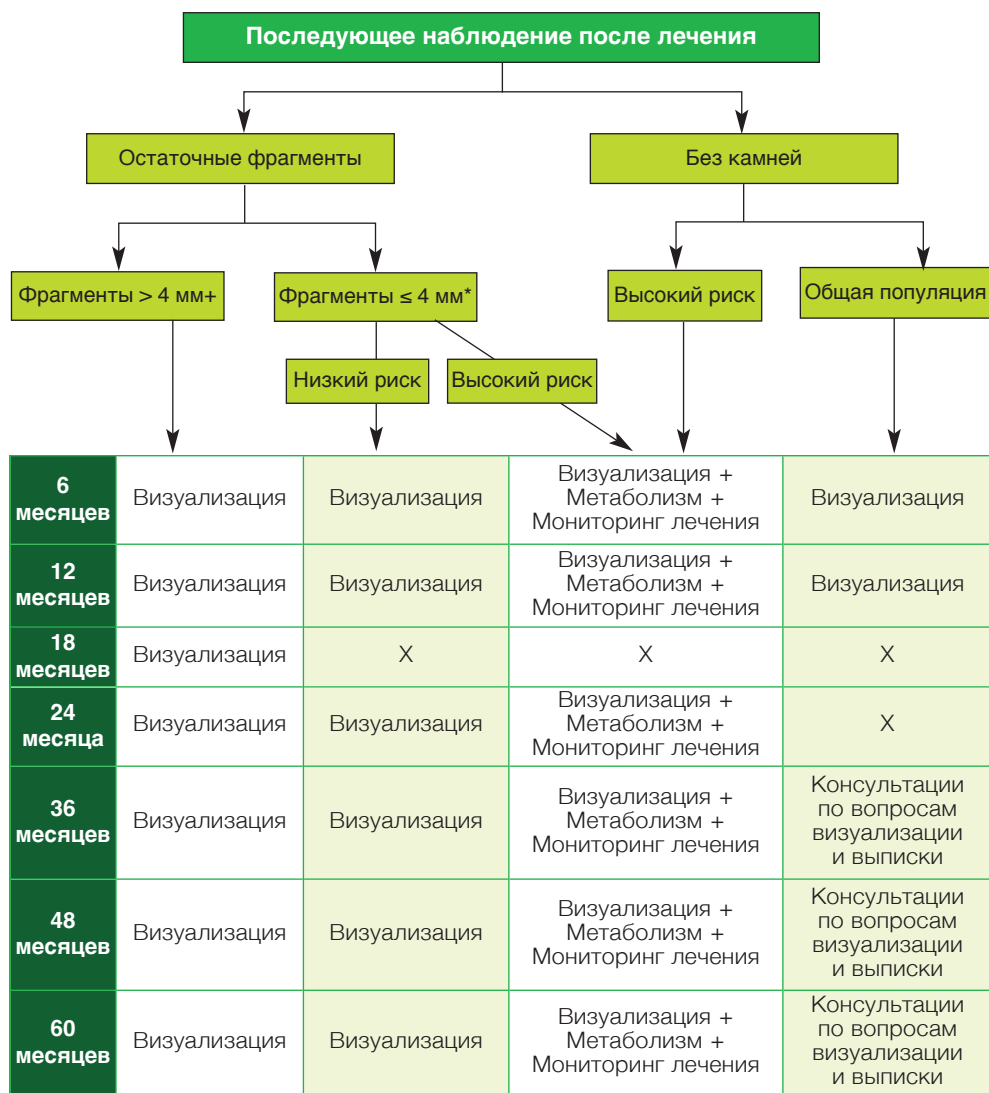 Последующее наблюдение после лечения
Остаточные фрагменты
Без камней
Фрагменты > 4 мм+
Фрагменты ≤ 4 мм*
Высокий риск
Общая популяция
Низкий риск
Высокий риск
6
месяцев
Визуализация
Визуализация
Визуализация +
Метаболизм +
Мониторинг лечения
Визуализация
12
месяцев
Визуализация
Визуализация
Визуализация +
Метаболизм +
Мониторинг лечения
Визуализация
18
месяцев
Визуализация
X
X
X
24
месяца
Визуализация
Визуализация
Визуализация +
Метаболизм +
Мониторинг лечения
X
36
месяцев
Визуализация
Визуализация
Визуализация +
Метаболизм +
Мониторинг лечения
Консультации
по вопросам
визуализации
и выписки
48
месяцев
Визуализация
Визуализация
Визуализация +
Метаболизм +
Мониторинг лечения
Консультации
по вопросам
визуализации
и выписки
60
месяцев
Визуализация
Визуализация
Визуализация +
Метаболизм +
Мониторинг лечения
Консультации
по вопросам
визуализации
и выписки